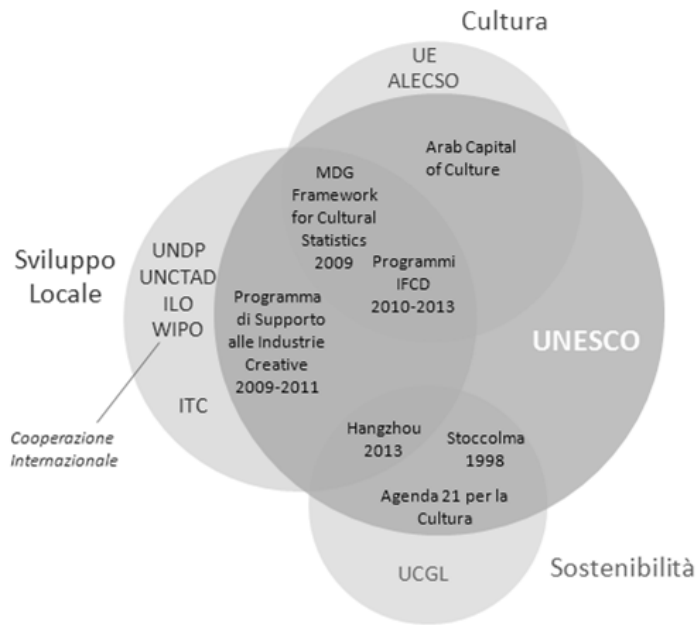 Cultura
UE
ALECSO
Arab Capital
of Culture
MDG
Framework
for Cultural
Statistics
2009
Programmi
IFCD
2010-2013
Sviluppo
Locale
UNDP
UNCTAD
ILO
WIPO
ITC
Programma
di Supporto
alle Industrie
Creative
2009-2011
UNESCO
Cooperazione
Internazionale
Hangzhou
2013
Stoccolma
1998
Agenda 21 per la
Cultura
UCGL
Sostenibilità